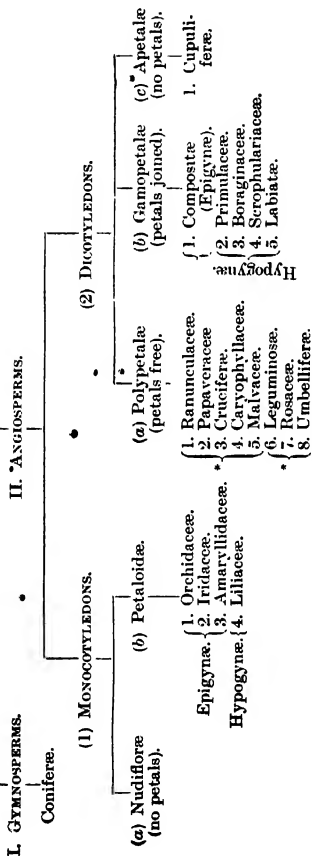 I. GYMNOSPERMS.
Coniferæ.
II. ANGIOSPERMS.
(1) MONOCOTYLEDONS.
(a) Nudifloræ
(no petals).
(b) Petaloidæ.
Epigynæ. { 1. Orchidaceæ.
2. Iridaceæ.
3. Amaryllidaceæ.
Hypogynæ. { 4. Liliaceæ.
(2) DICOTYLEDONS.
(a) Polypetalæ
(petals free).
* { 1. Ranunculaceæ.
2. Papaveraceæ
3. Cruciferæ.
4. Caryophyllaceæ.
5. Malvaceæ.
* { 6. Leguminosæ.
7. Rosaceæ.
8. Umbelliferæ.
(b) Gamopetalæ
(petals joined).
{ 1. Compositæ
(Epigynæ).
Hypogynæ. { 2. Primulaceæ.
3. Boraginaceæ.
4. Scrophulariaceæ.
5. Labiatæ.
(c) Apetalæ
(no petals).
1. Cupuli-
feræ.